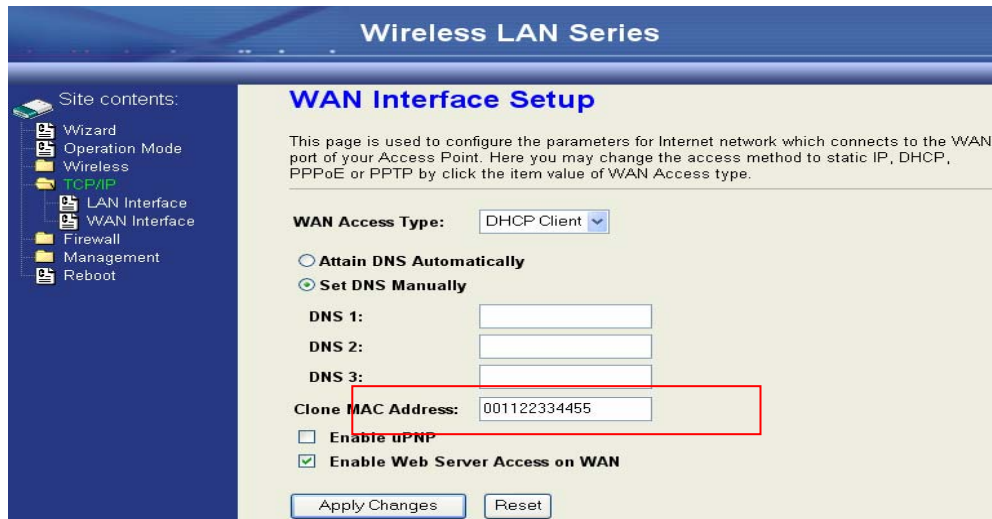 Wireless LAN Series
Site contents:
Wizard
Operation Mode
Wireless
TCP/IP
LAN Interface
WAN Interface
Firewall
Management
Reboot
WAN Interface Setup
This page is used to configure the parameters for Internet network which connects to the WAN
port of your Access Point. Here you may change the access method to static IP, DHCP,
PPPoE or PPTP by click the item value of WAN Access type.
WAN Access Type: DHCP Client
Attain DNS Automatically
Set DNS Manually
DNS 1:
DNS 2:
DNS 3:
Clone MAC Address: 001122334455
Enable uPNP
Enable Web Server Access on WAN
Apply Changes Reset